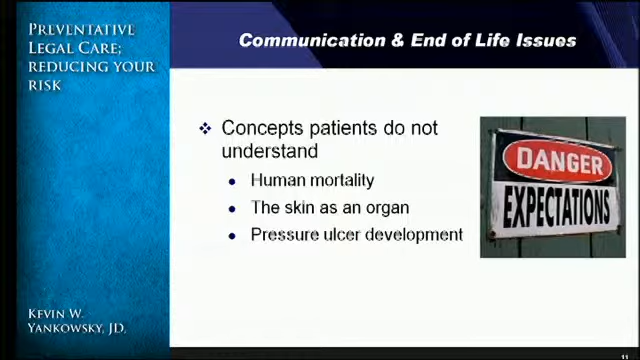 PREVENTATIVE
LEGAL CARE;
REDUCING YOUR
RISK
Communication & End of Life Issues
Concepts patients do not
understand
Human mortality
The skin as an organ
Pressure ulcer development
DANGER
EXPECTATIONS
KEVIN W.
YANKOWSKY, JD.
11